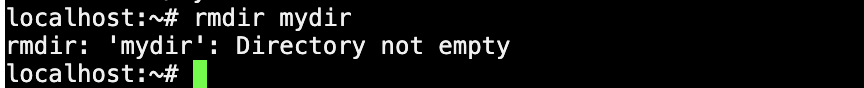 localhost:~# rmdir mydir
rmdir: 'mydir': Directory not empty
localhost:~#